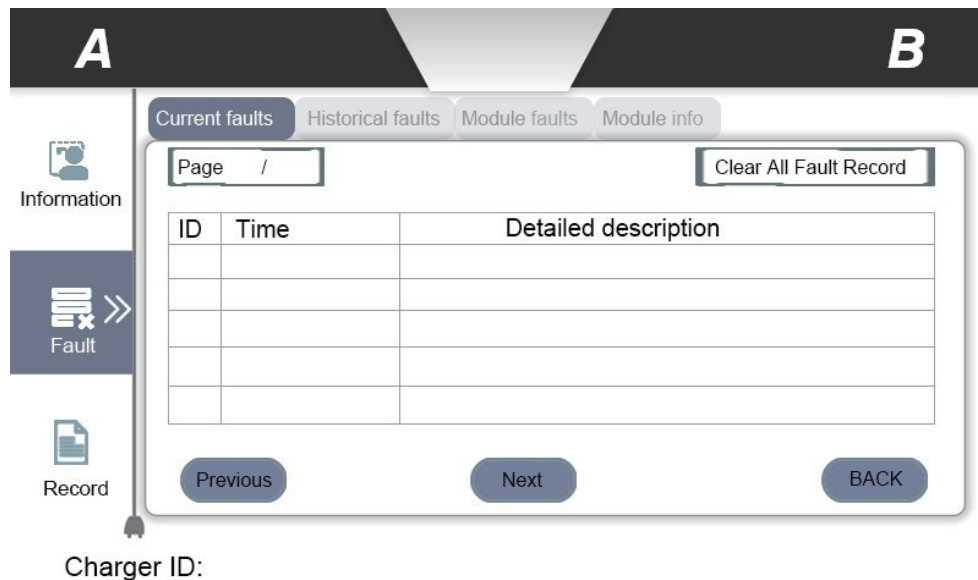 A
B
Current faults Historical faults Module faults Module info
Page /
Clear All Fault Record
Information
ID Time Detailed description
Fault
Record
Previous Next BACK
Charger ID: